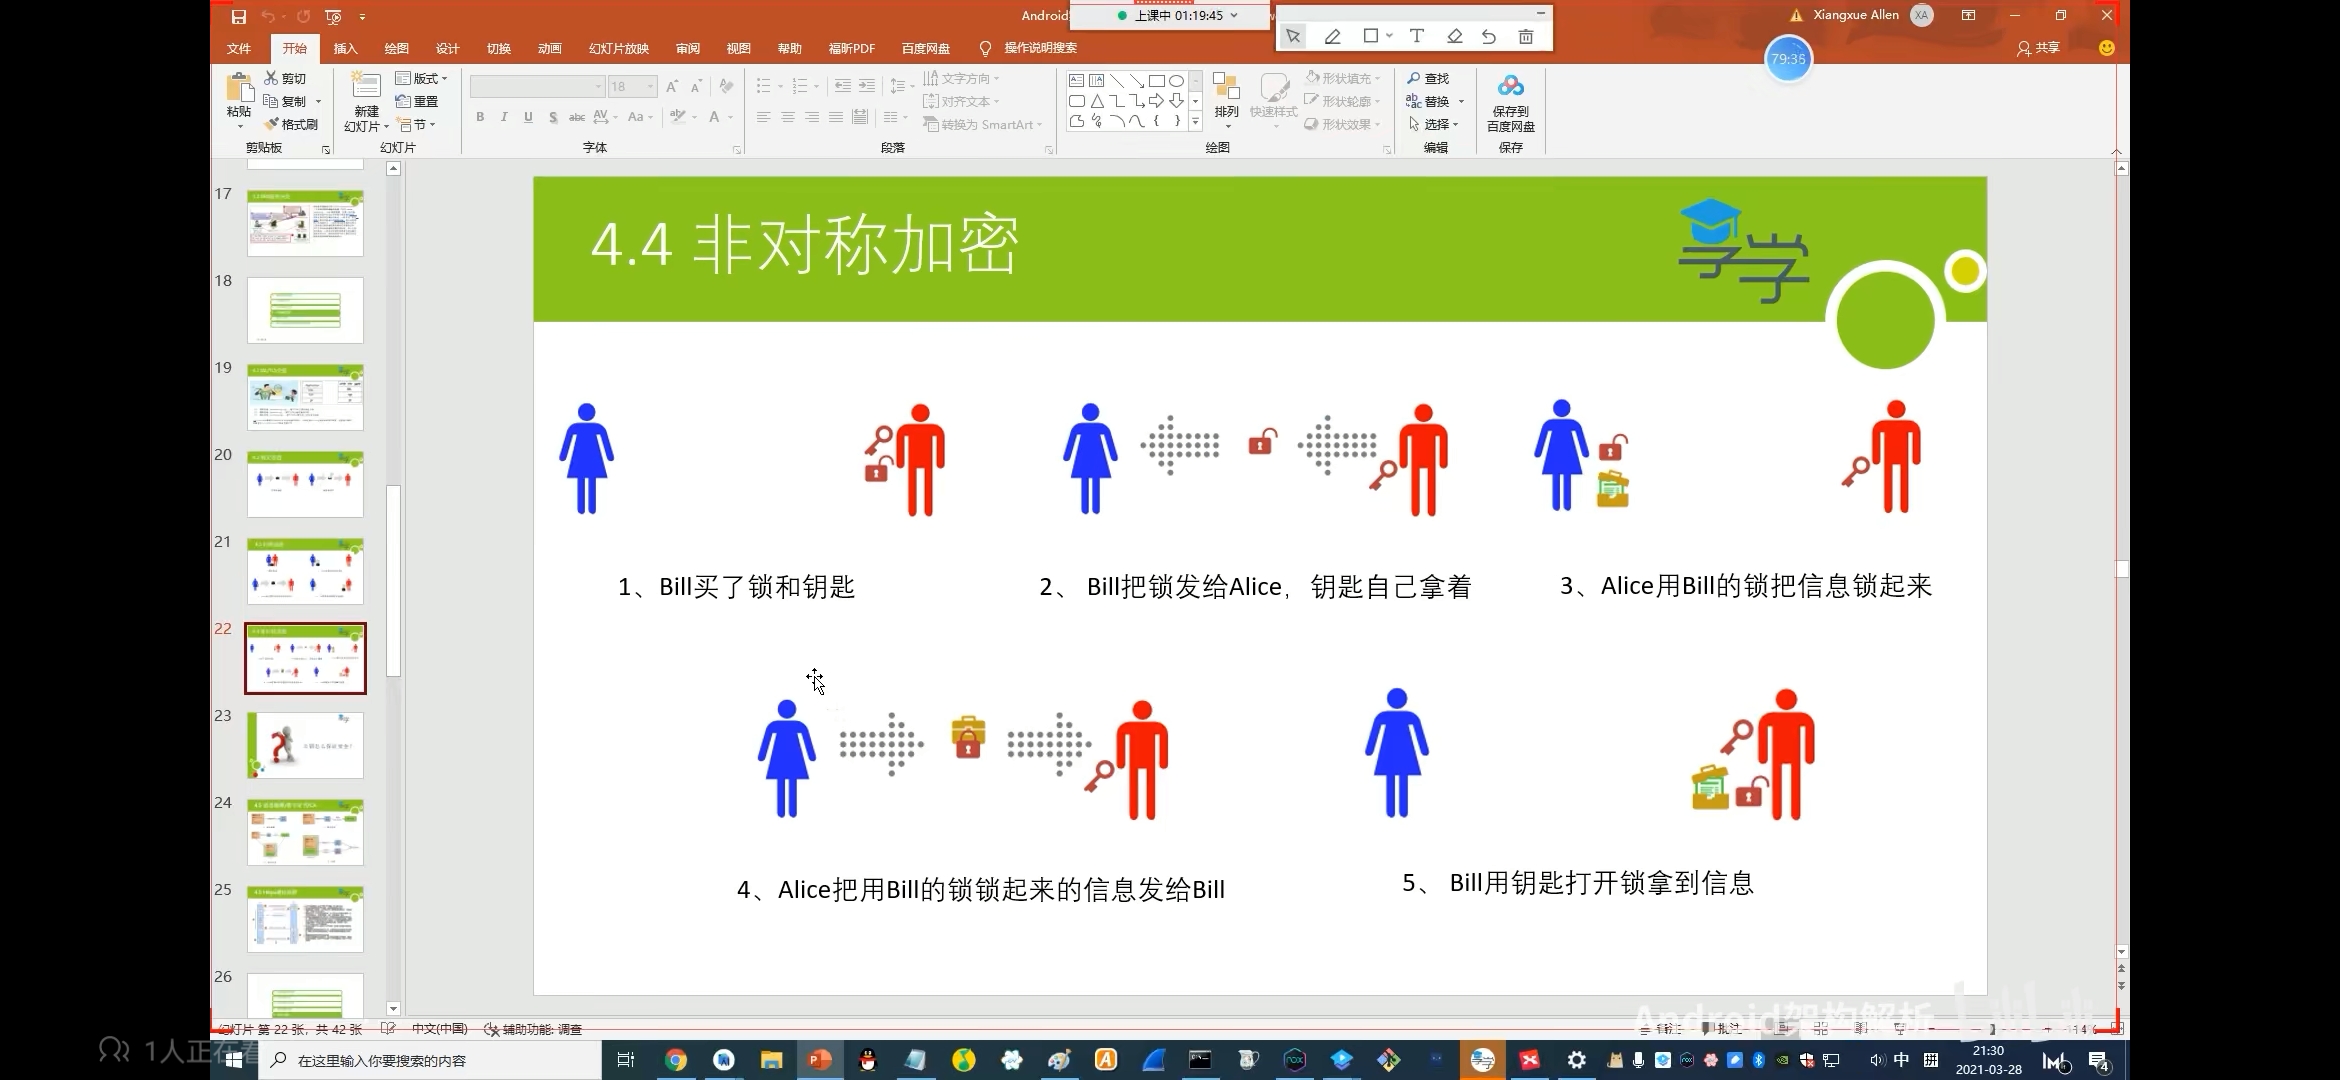 上课中 01:19:45
Xiangxue Allen
XA
文件 开始 插入 绘图 设计 切换 动画 幻灯片放映 审阅 视图 帮助 福昕PDF 百度网盘 操作说明搜索 共享
79:35
粘贴
剪切
复制
格式刷
剪贴板
新建
幻灯片
版式
重置
节
幻灯片
18
字体
文字方向
对齐文本
转换为 SmartArt
段落
排列
快速样式
形状填充
形状轮廓
形状效果
绘图
查找
替换
选择
编辑
保存到
百度网盘
保存
17
18
19
20
21
22
23
24
25
26
4.4 非对称加密
享学
1、Bill买了锁和钥匙
2、 Bill把锁发给Alice,钥匙自己拿着
3、Alice用Bill的锁把信息锁起来
4、Alice把用Bill的锁锁起来的信息发给Bill
5、 Bill用钥匙打开锁拿到信息
Android架构解析
幻灯片 第 22 张，共 42 张 中文(中国) 辅助功能: 调查
1人正在看
在这里输入你要搜索的内容
中
拼
21:30
2021-03-28
4